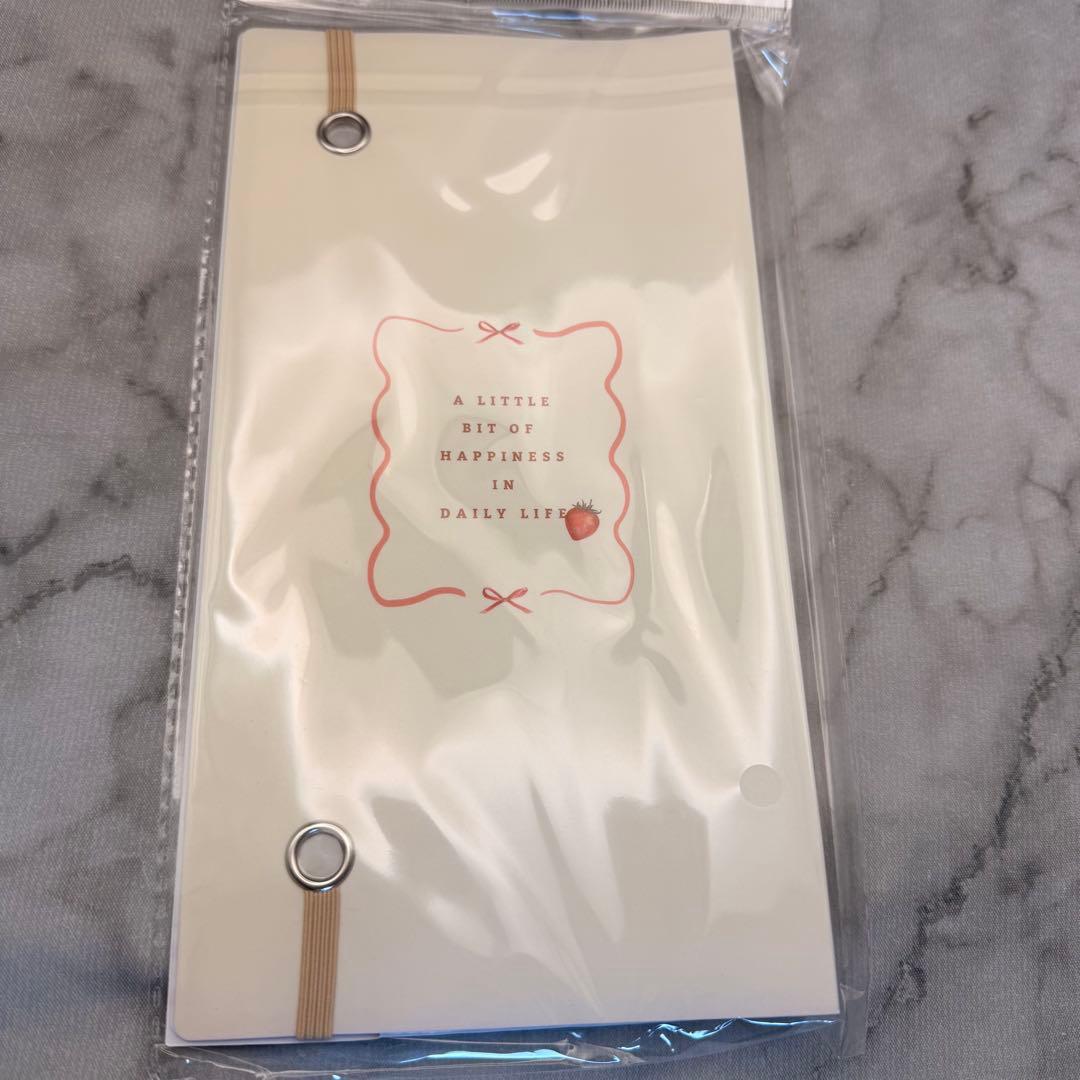 A LITTLE
BIT OF
HAPPINESS
IN
DAILY LIFE